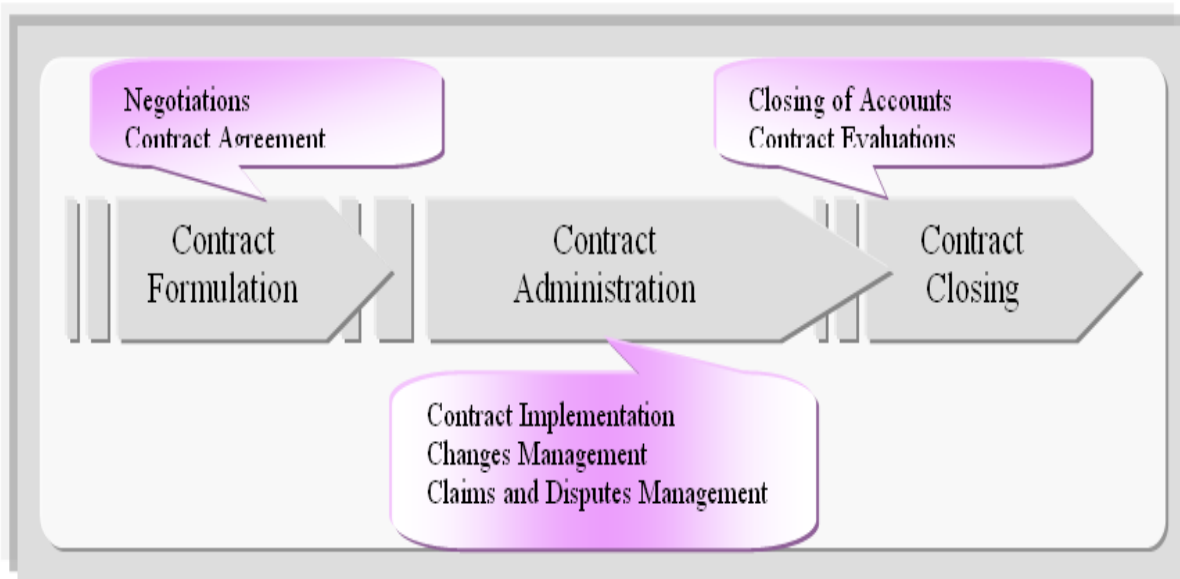 Negotiations
Contract Agreement
Closing of Accounts
Contract Evaluations
Contract
Formulation
Contract
Administration
Contract
Closing
Contract Implementation
Changes Management
Claims and Disputes Management